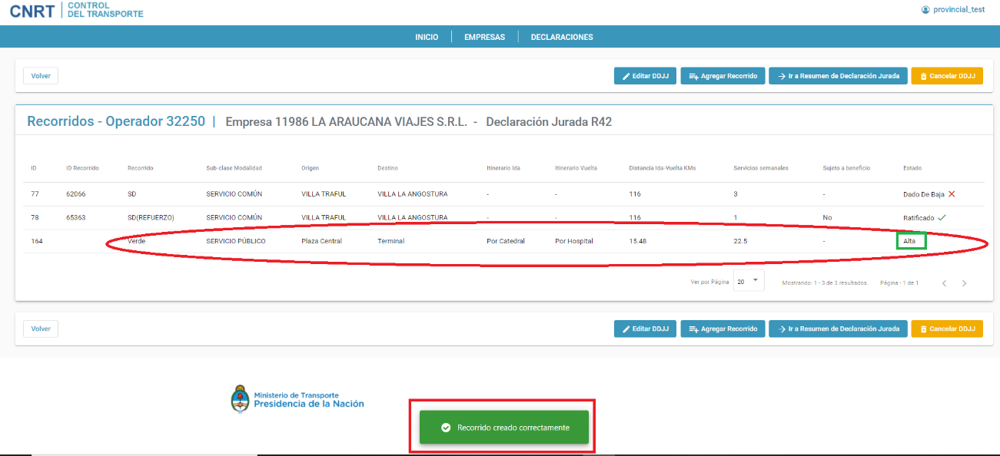 CNRT
CONTROL
DEL TRANSPORTE
provincial_test
INICIO EMPRESAS DECLARACIONES
Volver Editar DDJJ Agregar Recorrido Ir a Resumen de Declaración Jurada Cancelar DDJJ
Recorridos - Operador 32250 | Empresa 11986 LA ARAUCANA VIAJES S.R.L. - Declaración Jurada R42
ID ID Recorrido Recorrido Sub-clase Modalidad Origen Destino Itinerario Ida Itinerario Vuelta Distancia Ida-Vuelta KMs Servicios semanales Sujeto a beneficio Estado
77 62066 SD SERVICIO COMÚN VILLA TRAFUL VILLA LA ANGOSTURA - - 116 3 - Dado De Baja
78 65363 SD(REFUERZO) SERVICIO COMÚN VILLA TRAFUL VILLA LA ANGOSTURA - - 116 1 No Ratificado
164 Verde SERVICIO PÚBLICO Plaza Central Terminal Por Catedral Por Hospital 15.48 22.5 - Alta
Ver por Página 20 Mostrando: 1 - 3 de 3 resultados. Página - 1 de 1
Volver Editar DDJJ Agregar Recorrido Ir a Resumen de Declaración Jurada Cancelar DDJJ
Ministerio de Transporte
Presidencia de la Nación
Recorrido creado correctamente